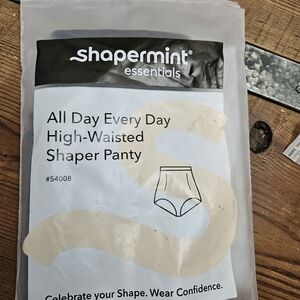 shapermint®
essentials
All Day Every Day
High-Waisted
Shaper Panty
#54008
Celebrate your Shape. Wear Confidence.